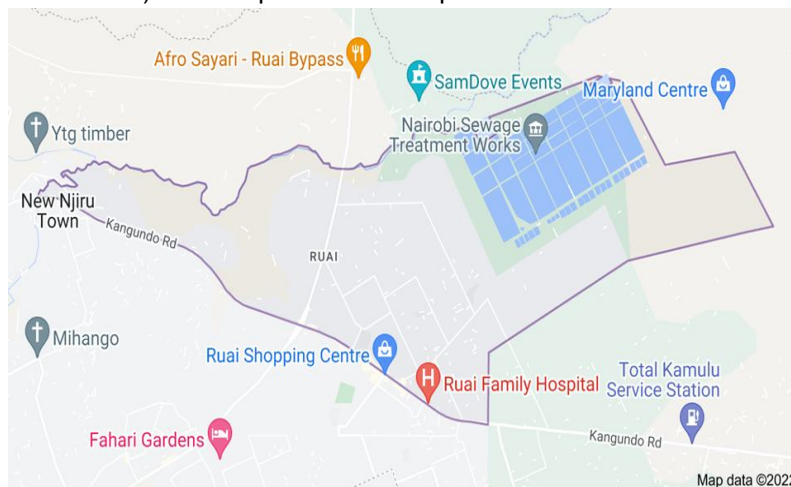 Afro Sayari - Ruai Bypass
SamDove Events
Maryland Centre
Nairobi Sewage
Treatment Works
Ytg timber
New Njiru
Town
Kangundo Rd
RUAI
Mihango
Ruai Shopping Centre
Ruai Family Hospital
Total Kamulu
Service Station
Fahari Gardens
Kangundo Rd
Map data ©2022